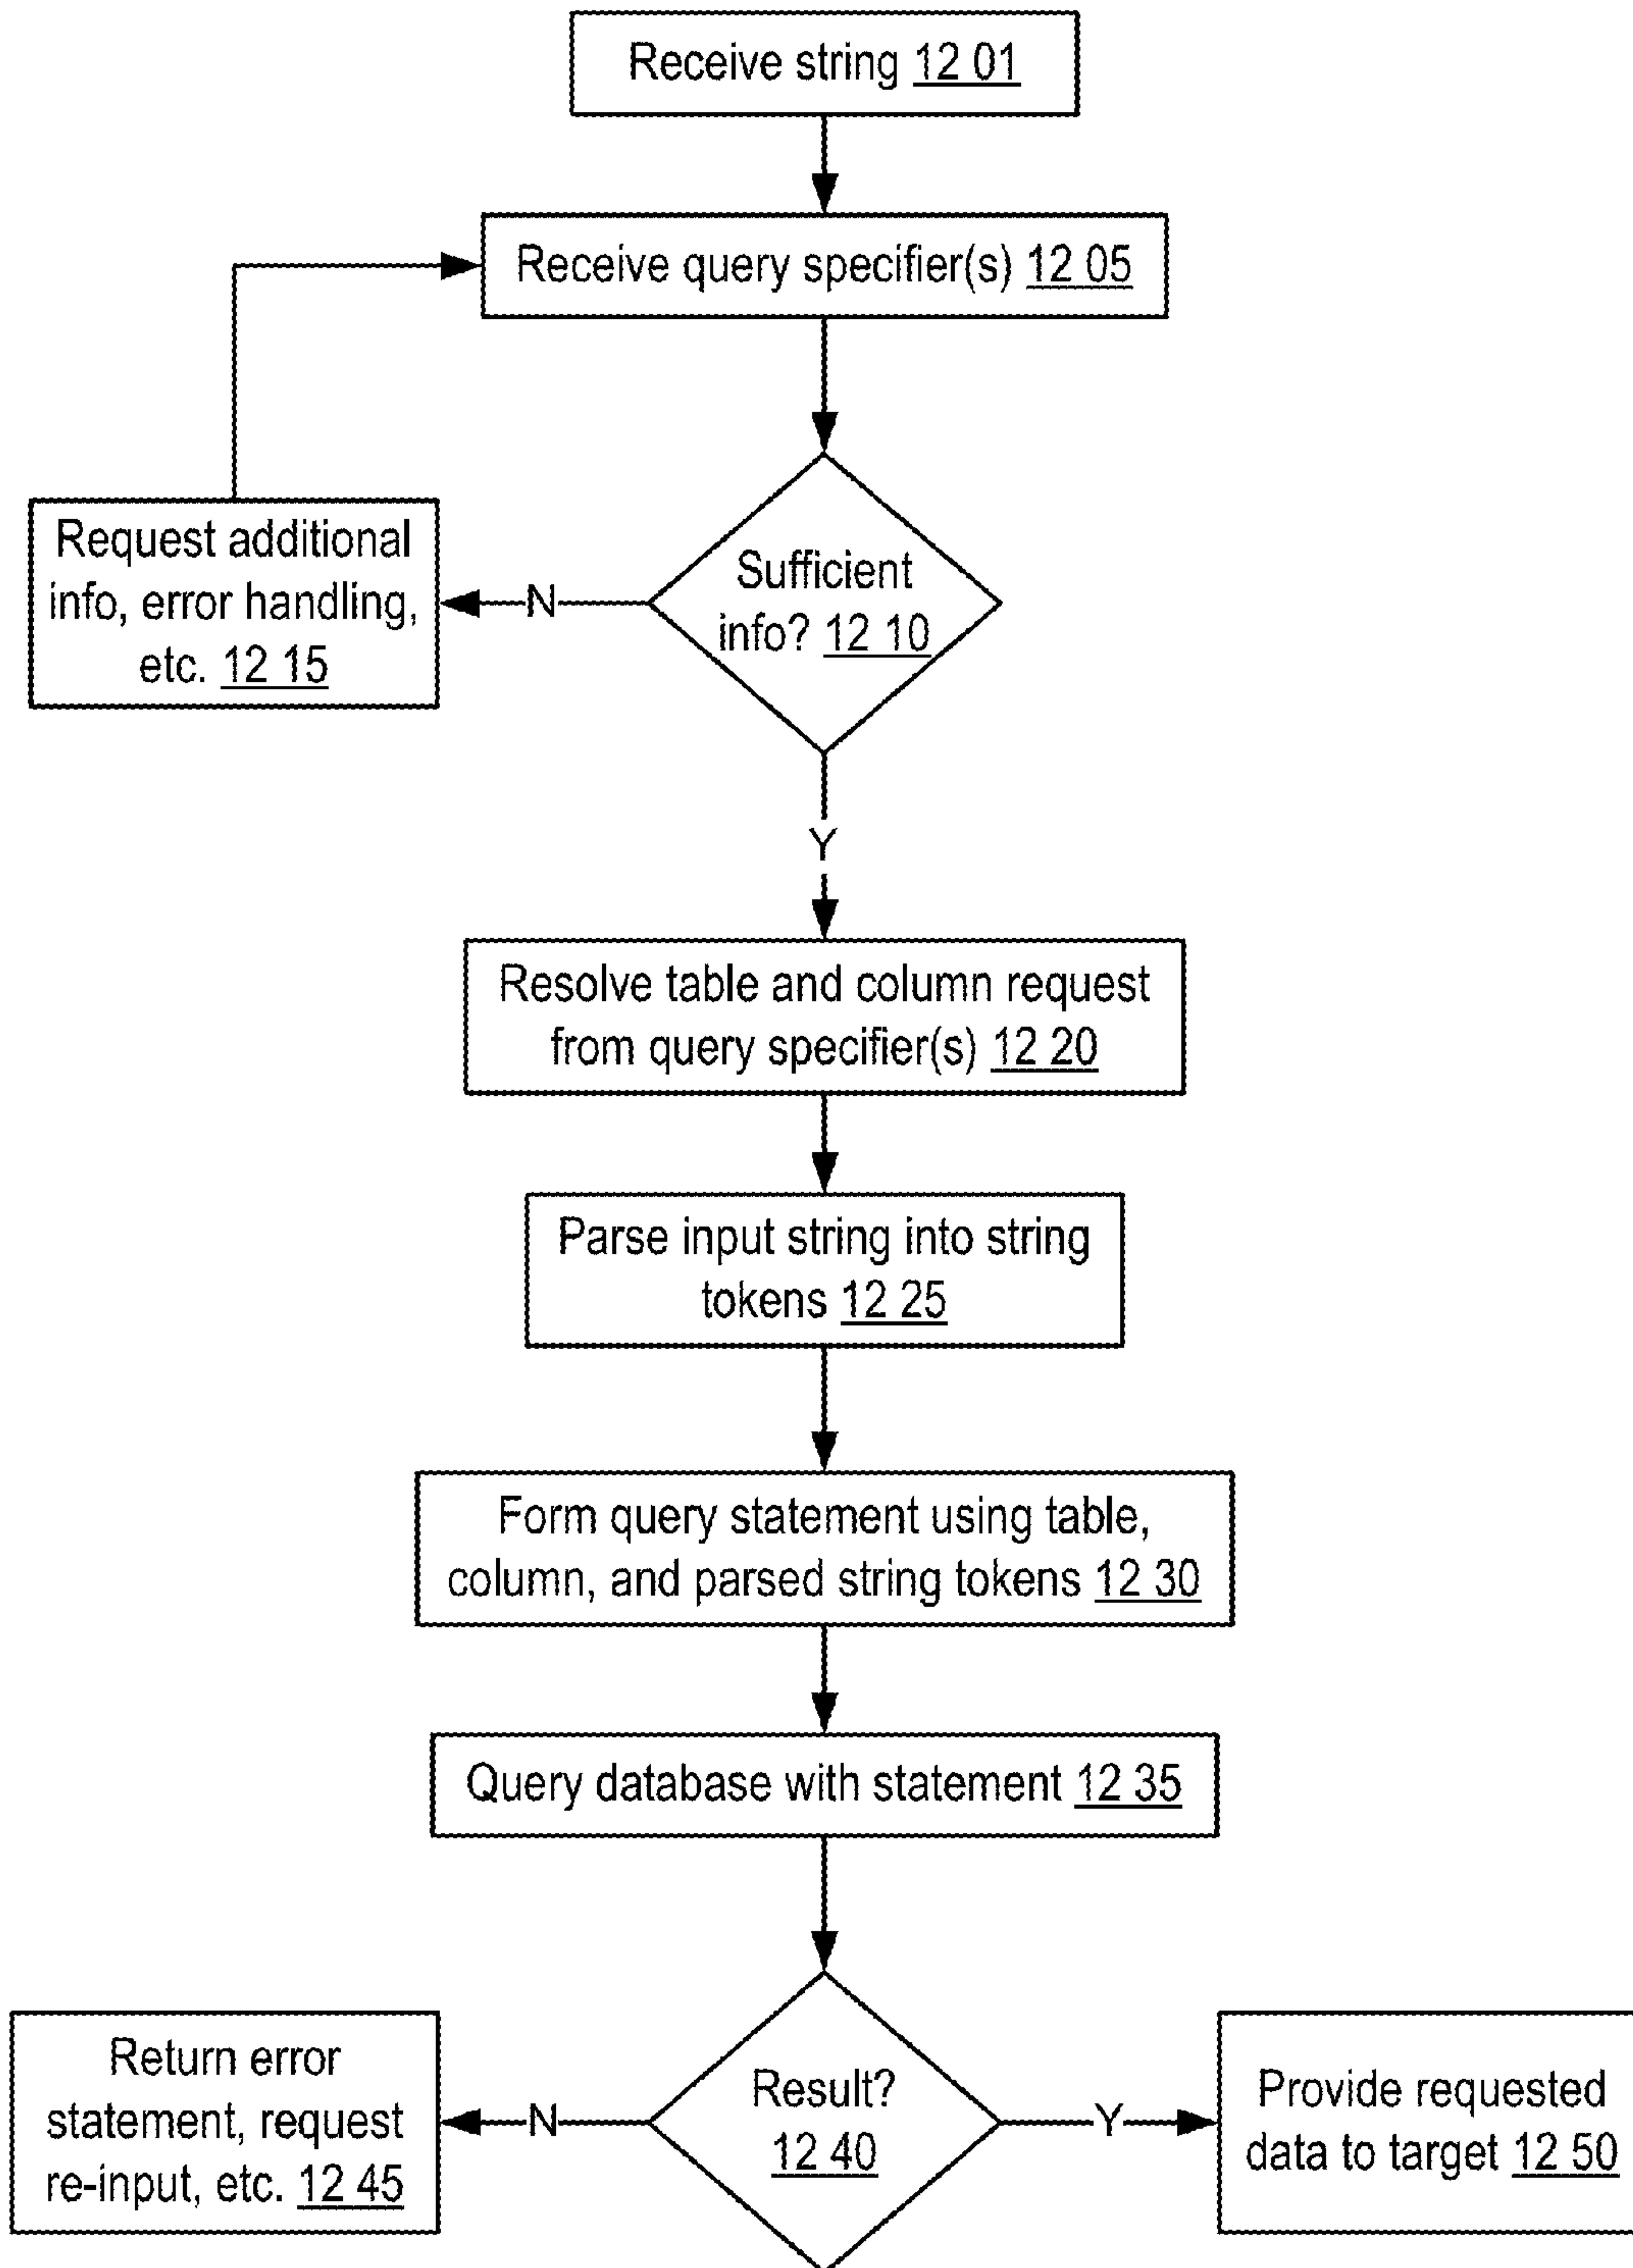 Receive string 12 01
Receive query specifier(s) 12 05
Request additional
info, error handling,
etc. 12 15
N
Sufficient
info? 12 10
Y
Resolve table and column request
from query specifier(s) 12 20
Parse input string into string
tokens 12 25
Form query statement using table,
column, and parsed string tokens 12 30
Query database with statement 12 35
Return error
statement, request
re-input, etc. 12 45
N
Result?
12 40
Y
Provide requested
data to target 12 50